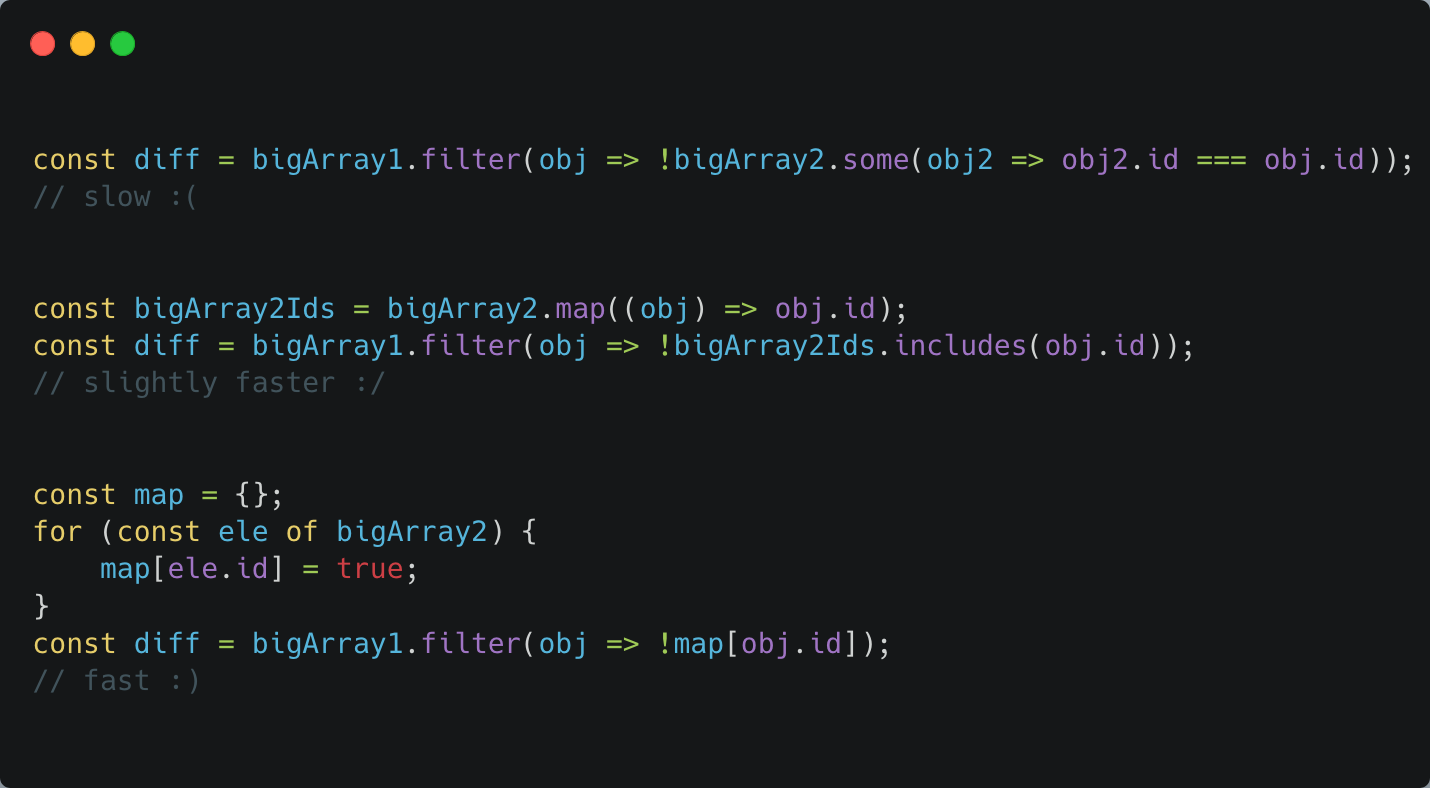 const diff = bigArray1.filter(obj => !bigArray2.some(obj2 => obj2.id === obj.id));
// slow :(
const bigArray2Ids = bigArray2.map((obj) => obj.id);
const diff = bigArray1.filter(obj => !bigArray2Ids.includes(obj.id));
// slightly faster :/
const map = {};
for (const ele of bigArray2) {
    map[ele.id] = true;
}
const diff = bigArray1.filter(obj => !map[obj.id]);
// fast :)